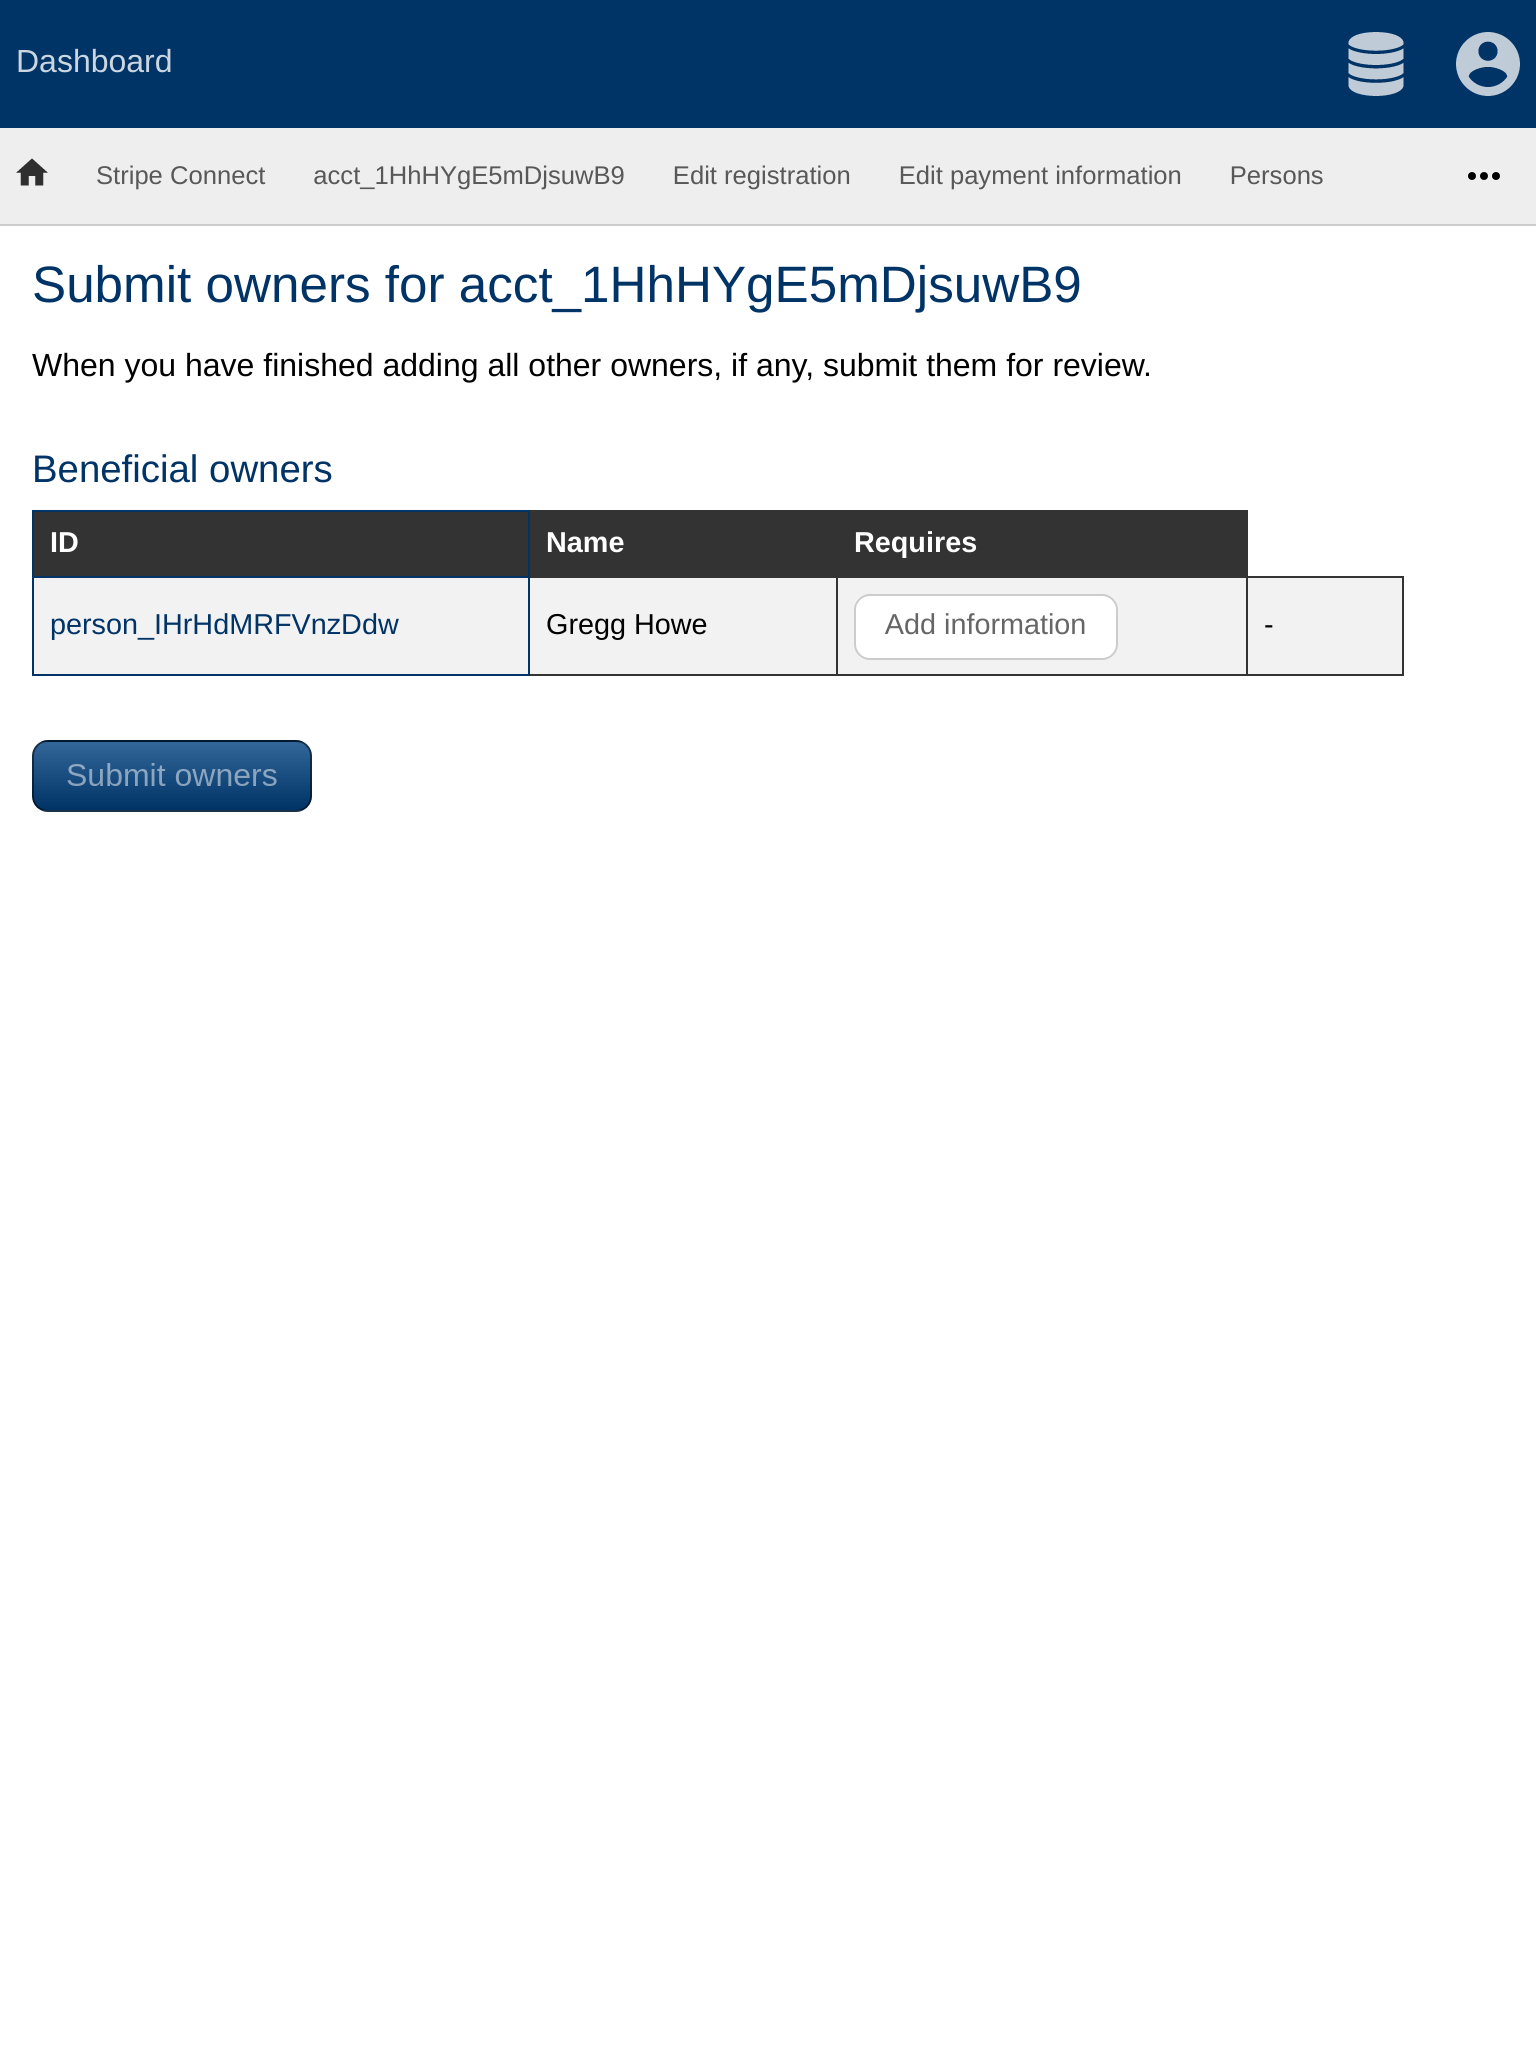 Dashboard
Stripe Connect acct_1HhHYgE5mDjsuwB9 Edit registration Edit payment information Persons
Submit owners for acct_1HhHYgE5mDjsuwB9
When you have finished adding all other owners, if any, submit them for review.
Beneficial owners
ID Name Requires
person_IHrHdMRFVnzDdw Gregg Howe Add information -
Submit owners